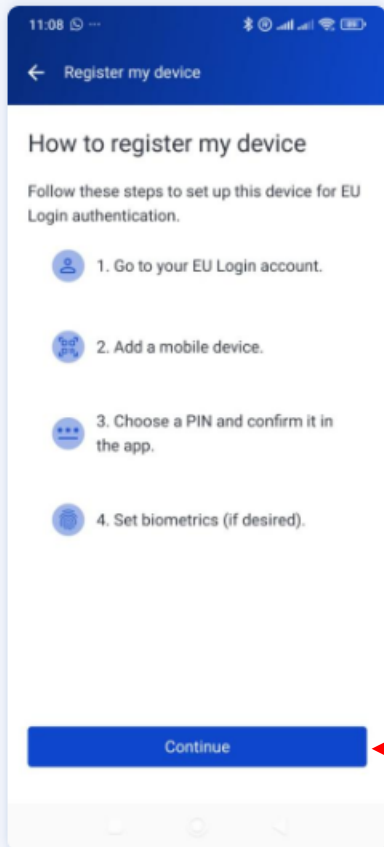 11:08
Register my device
How to register my device
Follow these steps to set up this device for EU
Login authentication.
1. Go to your EU Login account.
2. Add a mobile device.
3. Choose a PIN and confirm it in
the app.
4. Set biometrics (if desired).
Continue